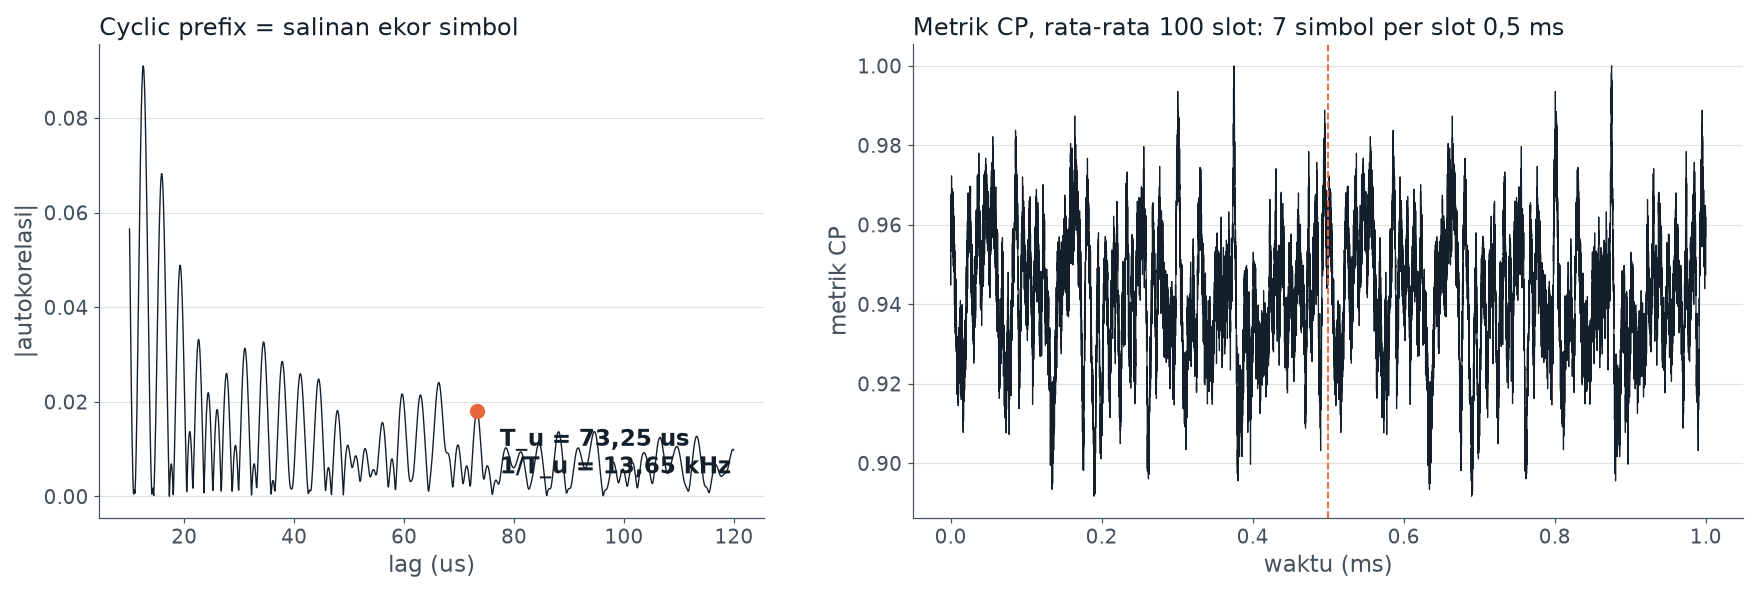 Cyclic prefix = salinan ekor simbol
|autokorelasi|
0.08
0.06
0.04
0.02
0.00
T_u = 73,25 us
1/T_u = 13,65 kHz
20 40 60 80 100 120
lag (us)
Metrik CP, rata-rata 100 slot: 7 simbol per slot 0,5 ms
metrik CP
1.00
0.98
0.96
0.94
0.92
0.90
0.0 0.2 0.4 0.6 0.8 1.0
waktu (ms)